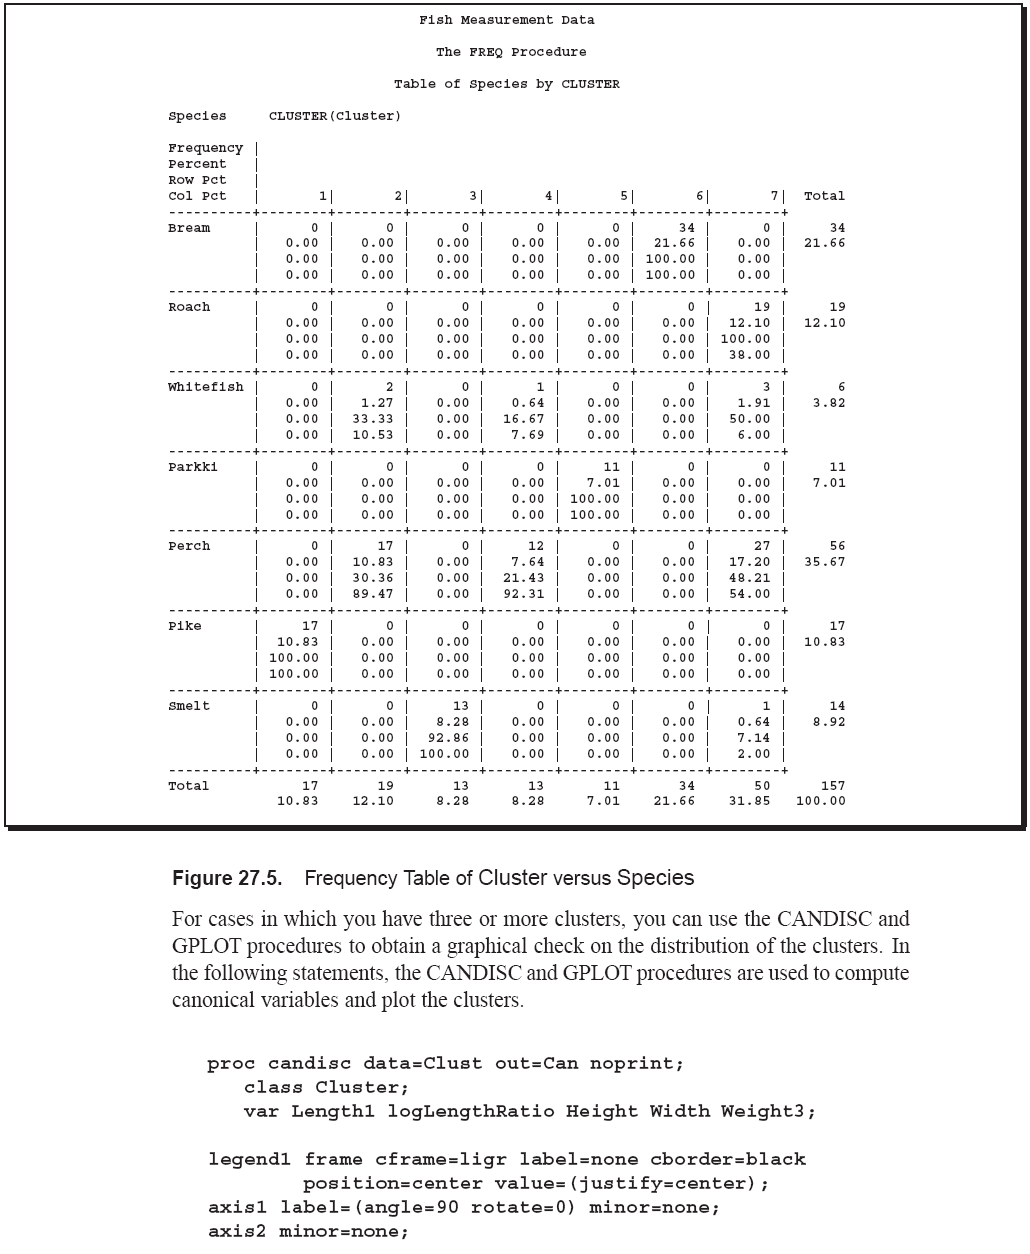 Fish Measurement Data
The FREQ Procedure
Table of Species by CLUSTER
Species CLUSTER(Cluster)
Frequency |
Percent |
Row Pct |
Col Pct | 1| 2| 3| 4| 5| 6| 7| Total
-----------+--------+--------+--------+--------+--------+--------+--------+
Bream | 0 | 0 | 0 | 0 | 0 | 34 | 0 | 34
| 0.00 | 0.00 | 0.00 | 0.00 | 0.00 | 21.66 | 0.00 | 21.66
| 0.00 | 0.00 | 0.00 | 0.00 | 0.00 | 100.00 | 0.00 |
| 0.00 | 0.00 | 0.00 | 0.00 | 0.00 | 100.00 | 0.00 |
-----------+--------+--------+--------+--------+--------+--------+--------+
Roach | 0 | 0 | 0 | 0 | 0 | 0 | 19 | 19
| 0.00 | 0.00 | 0.00 | 0.00 | 0.00 | 0.00 | 12.10 | 12.10
| 0.00 | 0.00 | 0.00 | 0.00 | 0.00 | 0.00 | 100.00 |
| 0.00 | 0.00 | 0.00 | 0.00 | 0.00 | 0.00 | 38.00 |
-----------+--------+--------+--------+--------+--------+--------+--------+
Whitefish | 0 | 2 | 0 | 1 | 0 | 0 | 3 | 6
| 0.00 | 1.27 | 0.00 | 0.64 | 0.00 | 0.00 | 1.91 | 3.82
| 0.00 | 33.33 | 0.00 | 16.67 | 0.00 | 0.00 | 50.00 |
| 0.00 | 10.53 | 0.00 | 7.69 | 0.00 | 0.00 | 6.00 |
-----------+--------+--------+--------+--------+--------+--------+--------+
Parkki | 0 | 0 | 0 | 0 | 11 | 0 | 0 | 11
| 0.00 | 0.00 | 0.00 | 0.00 | 7.01 | 0.00 | 0.00 | 7.01
| 0.00 | 0.00 | 0.00 | 0.00 | 100.00 | 0.00 | 0.00 |
| 0.00 | 0.00 | 0.00 | 0.00 | 100.00 | 0.00 | 0.00 |
-----------+--------+--------+--------+--------+--------+--------+--------+
Perch | 0 | 17 | 0 | 12 | 0 | 0 | 27 | 56
| 0.00 | 10.83 | 0.00 | 7.64 | 0.00 | 0.00 | 17.20 | 35.67
| 0.00 | 30.36 | 0.00 | 21.43 | 0.00 | 0.00 | 48.21 |
| 0.00 | 89.47 | 0.00 | 92.31 | 0.00 | 0.00 | 54.00 |
-----------+--------+--------+--------+--------+--------+--------+--------+
Pike | 17 | 0 | 0 | 0 | 0 | 0 | 0 | 17
| 10.83 | 0.00 | 0.00 | 0.00 | 0.00 | 0.00 | 0.00 | 10.83
| 100.00 | 0.00 | 0.00 | 0.00 | 0.00 | 0.00 | 0.00 |
| 100.00 | 0.00 | 0.00 | 0.00 | 0.00 | 0.00 | 0.00 |
-----------+--------+--------+--------+--------+--------+--------+--------+
Smelt | 0 | 0 | 13 | 0 | 0 | 0 | 1 | 14
| 0.00 | 0.00 | 8.28 | 0.00 | 0.00 | 0.00 | 0.64 | 8.92
| 0.00 | 0.00 | 92.86 | 0.00 | 0.00 | 0.00 | 7.14 |
| 0.00 | 0.00 | 100.00 | 0.00 | 0.00 | 0.00 | 2.00 |
-----------+--------+--------+--------+--------+--------+--------+--------+
Total 17 19 13 13 11 34 50 157
10.83 12.10 8.28 8.28 7.01 21.66 31.85 100.00
Figure 27.5. Frequency Table of Cluster versus Species
For cases in which you have three or more clusters, you can use the CANDISC and
GPLOT procedures to obtain a graphical check on the distribution of the clusters. In
the following statements, the CANDISC and GPLOT procedures are used to compute
canonical variables and plot the clusters.
proc candisc data=Clust out=Can noprint;
class Cluster;
var Length1 logLengthRatio Height Width Weight3;
legend1 frame cframe=ligr label=none cborder=black
position=center value=(justify=center);
axis1 label=(angle=90 rotate=0) minor=none;
axis2 minor=none;